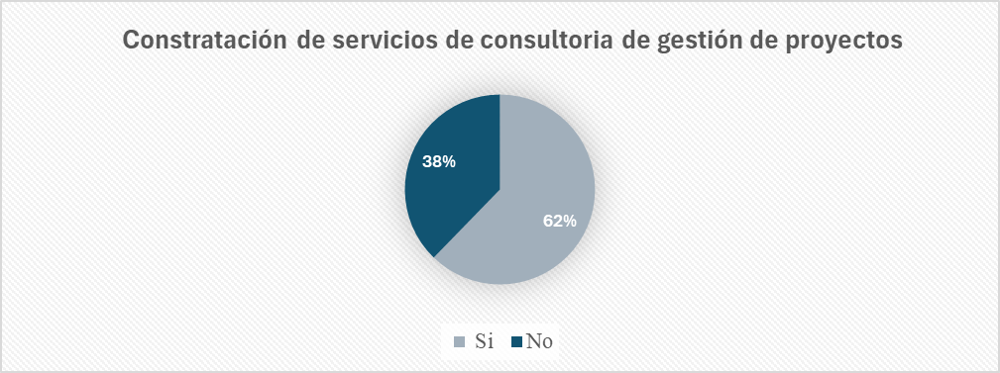 Constratación de servicios de consultoria de gestión de proyectos
38%
62%
Si No